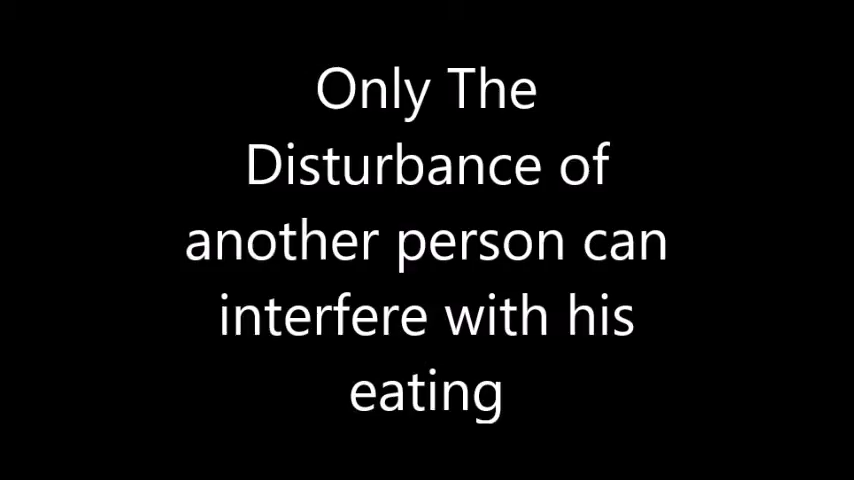 Only The
Disturbance of
another person can
interfere with his
eating